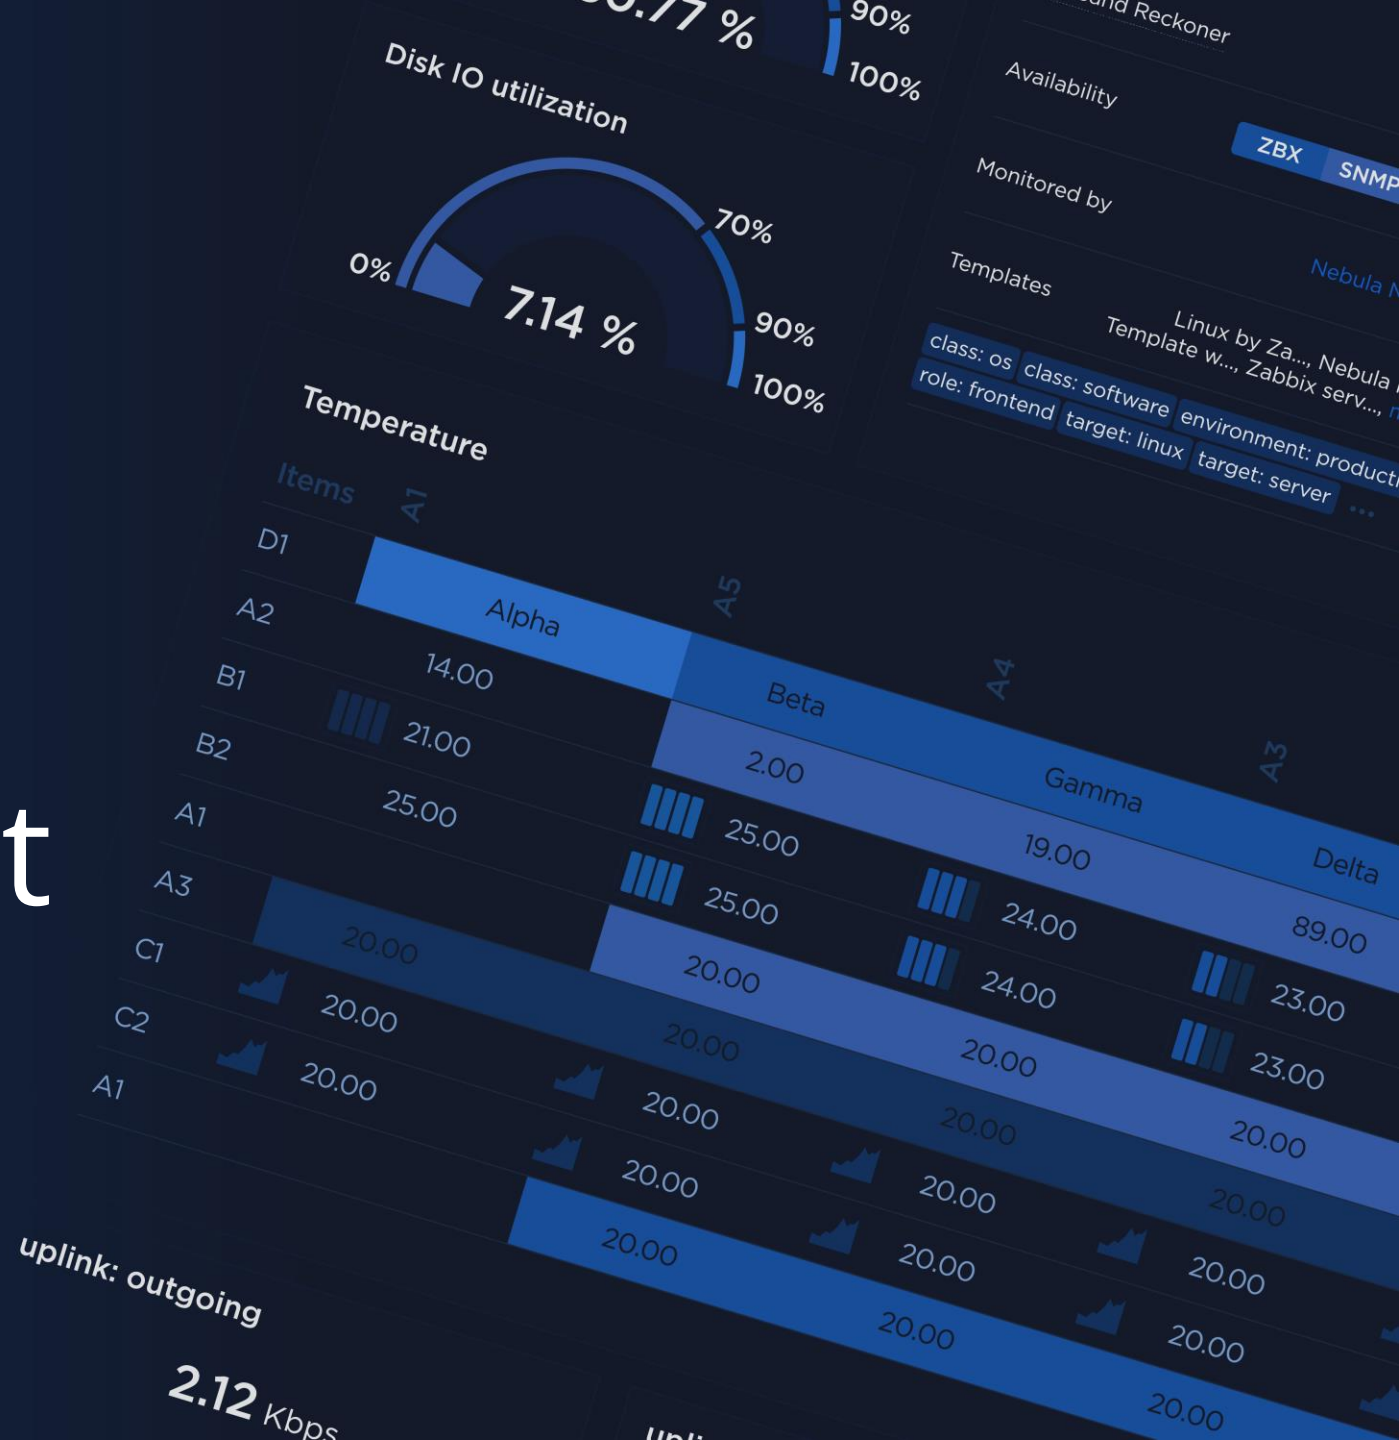 90%
100%
Disk IO utilization
0%
70%
90%
100%
7.14 %
Reckoner
Availability
ZBX SNMP
Monitored by
Nebula
Templates
Linux by Za..., Nebula
Template w..., Zabbix serv...,
class: os class: software environment:
role: frontend target: linux target: server ...
Temperature
Items A1 A5 A4 A3
D1 Alpha Beta Gamma Delta
A2 14.00 2.00 19.00 89.00
B1 21.00 25.00 24.00 23.00
B2 25.00 25.00 24.00 23.00
A1 20.00 20.00 20.00
A3 20.00 20.00 20.00 20.00
C1 20.00 20.00 20.00 20.00
C2 20.00 20.00 20.00 20.00
A1 20.00 20.00 20.00
t
uplink: outgoing
2.12 Kbps